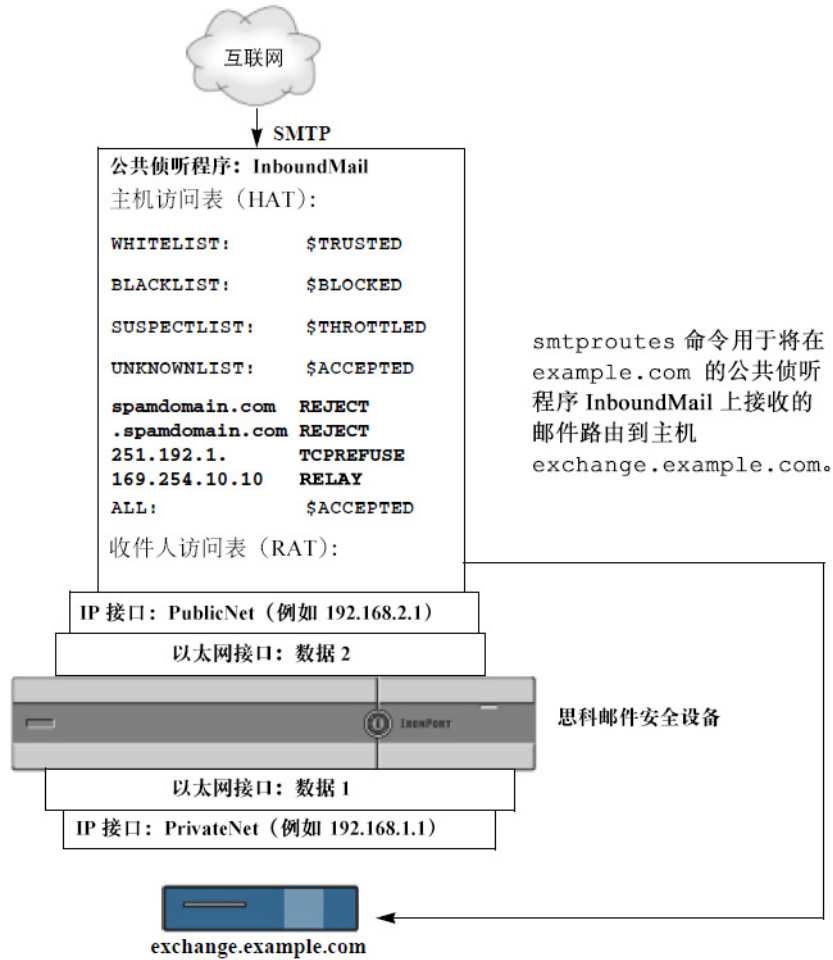 互联网
SMTP
公共侦听程序：InboundMail
主机访问表（HAT）：
WHITELIST: $TRUSTED
BLACKLIST: $BLOCKED
SUSPECTLIST: $THROTTLED
UNKNOWNLIST: $ACCEPTED
spamdomain.com REJECT
.spamdomain.com REJECT
251.192.1. TCPREFUSE
169.254.10.10 RELAY
ALL: $ACCEPTED
收件人访问表（RAT）：
smtproutes 命令用于将在
example.com 的公共侦听
程序 InboundMail 上接收的
邮件路由到主机
exchange.example.com。
IP 接口：PublicNet（例如 192.168.2.1）
以太网接口：数据 2
IRONPORT
思科邮件安全设备
以太网接口：数据 1
IP 接口：PrivateNet（例如 192.168.1.1）
exchange.example.com